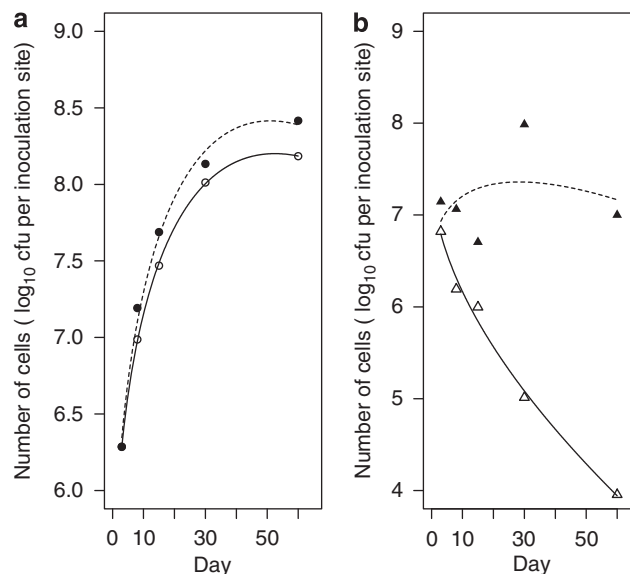 a
Number of cells ( log10 cfu per inoculation site)
9.0
8.5
8.0
7.5
7.0
6.5
6.0
0 10 30 50
Day
b
Number of cells ( log10 cfu per inoculation site)
9
8
7
6
5
4
0 10 30 50
Day